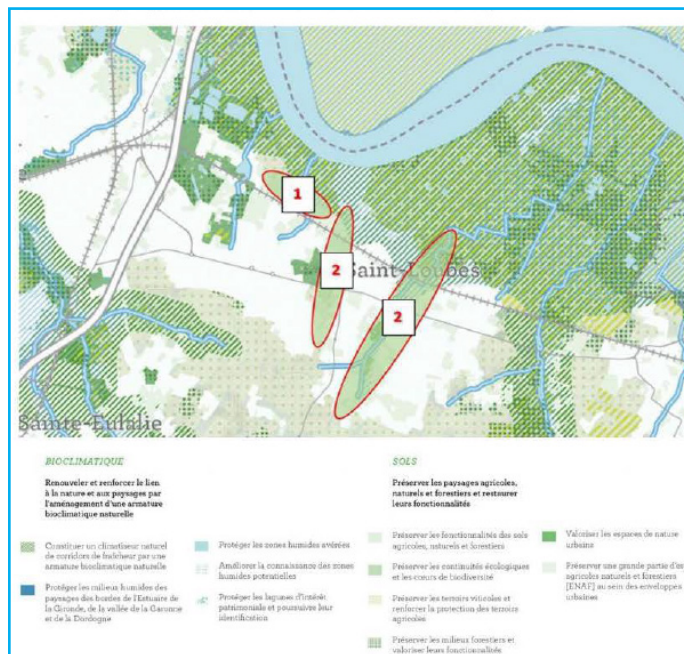 1
2
Saint-Loubès
2
Sainte-Eulalie
BIOCLIMATIQUE
Renouveler et renforcer le lien
à la nature et aux paysages par
l'aménagement d'une armature
bioclimatique naturelle
Constituer un climatiseur naturel
de corridors de fraîcheur par une
armature bioclimatique naturelle
Protéger les milieux humides des
paysages des bords de l'Estuaire de
la Gironde, de la vallée de la Garonne
et de la Dordogne
Protéger les zones humides avérées
Améliorer la connaissance des zones
humides potentielles
Protéger les lagunes d'intérêt
patrimoniale et poursuivre leur
identification
SOLS
Préserver les paysages agricoles,
naturels et forestiers et restaurer
leurs fonctionnalités
Préserver les fonctionnalités des sols
agricoles, naturels et forestiers
Préserver les continuités écologiques
et les cœurs de biodiversité
Préserver les terroirs viticoles et
renforcer la protection des terroirs
agricoles
Préserver les milieux forestiers et
valoriser leurs fonctionnalités
Valoriser les espaces de nature
urbains
Préserver une grande partie d'es
agricoles naturels et forestiers
[ENAF] au sein des enveloppes
urbaines